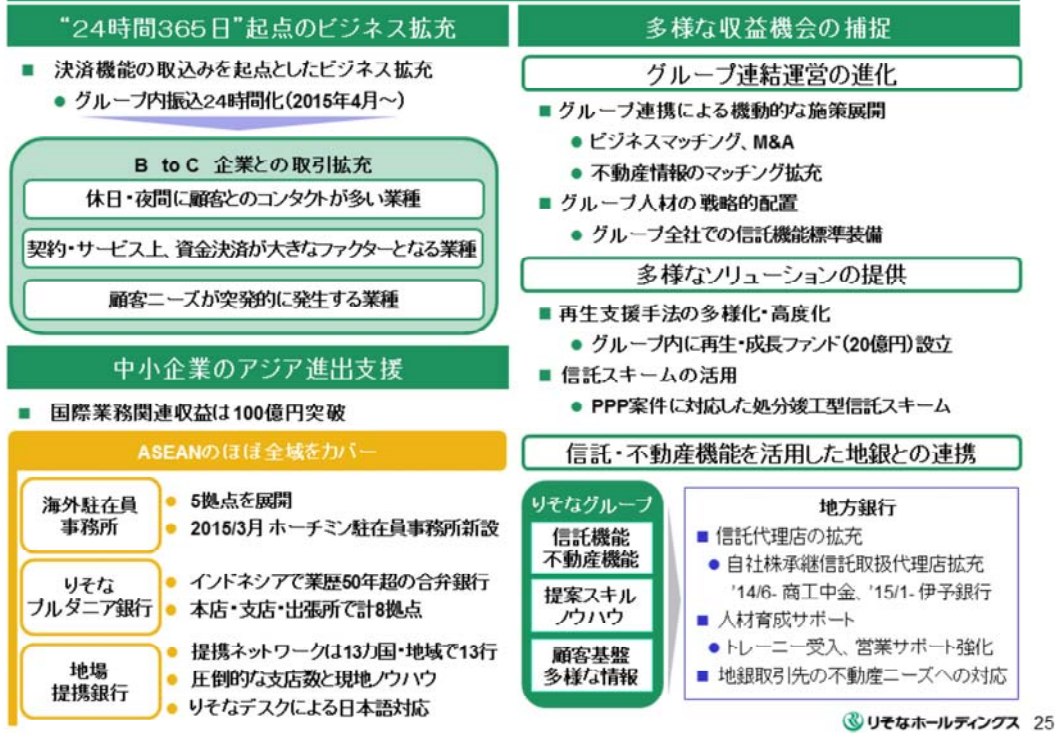 “24時間365日”起点のビジネス拡充
■ 決済機能の取込みを起点としたビジネス拡充
● グループ内振込24時間化(2015年4月～)
B to C 企業との取引拡充
休日・夜間に顧客とのコンタクトが多い業種
契約・サービス上、資金決済が大きなファクターとなる業種
顧客ニーズが突発的に発生する業種
中小企業のアジア進出支援
■ 国際業務関連収益は100億円突破
ASEANのほぼ全域をカバー
海外駐在員
事務所
● 5拠点を展開
● 2015/3月 ホーチミン駐在員事務所新設
りそな
プルダニア銀行
● インドネシアで業歴50年超の合弁銀行
● 本店・支店・出張所で計8拠点
地場
提携銀行
● 提携ネットワークは13カ国・地域で13行
● 圧倒的な支店数と現地ノウハウ
● りそなデスクによる日本語対応
多様な収益機会の捕捉
グループ連結運営の進化
■ グループ連携による機動的な施策展開
● ビジネスマッチング、M&A
● 不動産情報のマッチング拡充
■ グループ人材の戦略的配置
● グループ全社での信託機能標準装備
多様なソリューションの提供
■ 再生支援手法の多様化・高度化
● グループ内に再生・成長ファンド(20億円)設立
■ 信託スキームの活用
● PPP案件に対応した処分竣工型信託スキーム
信託・不動産機能を活用した地銀との連携
りそなグループ
信託機能
不動産機能
提案スキル
ノウハウ
顧客基盤
多様な情報
地方銀行
■ 信託代理店の拡充
● 自社株承継信託取扱代理店拡充
'14/6- 商工中金、'15/1- 伊予銀行
■ 人材育成サポート
● トレーニー受入、営業サポート強化
■ 地銀取引先の不動産ニーズへの対応
りそなホールディングス 25